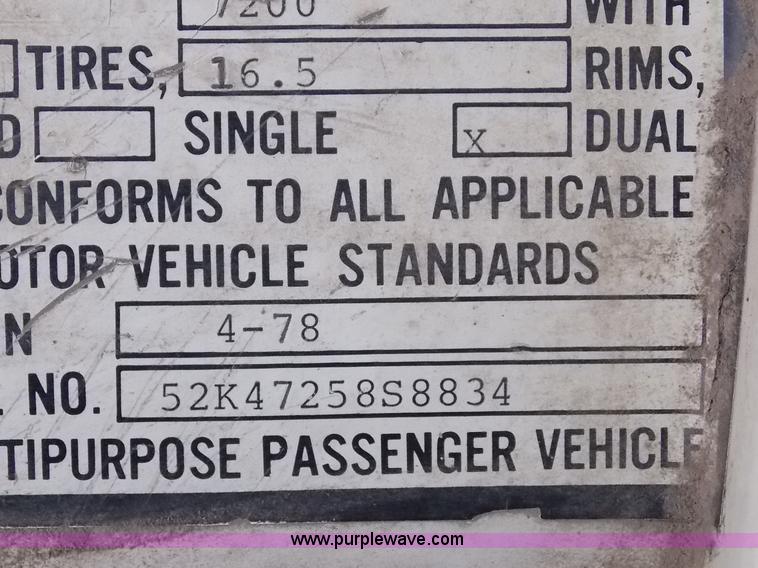 7200 WITH
TIRES, 16.5 RIMS,
SINGLE x DUAL
CONFORMS TO ALL APPLICABLE
MOTOR VEHICLE STANDARDS
4-78
NO. 52K47258S8834
TIPURPOSE PASSENGER VEHICLE
www.purplewave.com